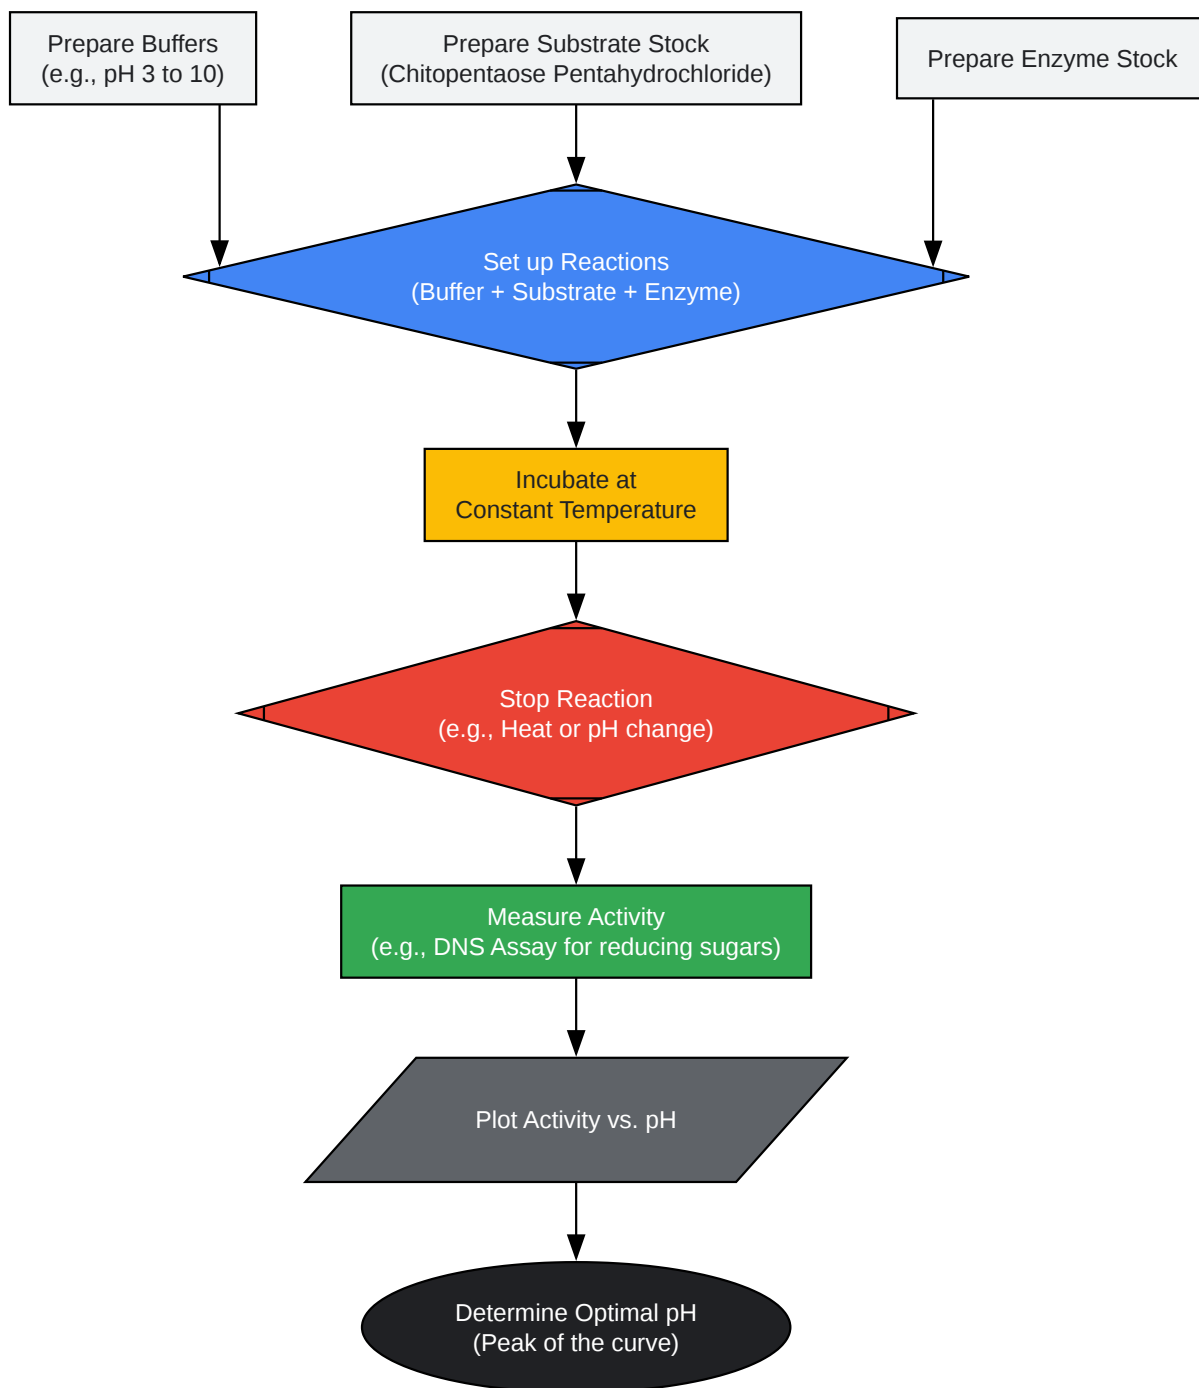 Prepare Buffers
(e.g., pH 3 to 10)
Prepare Substrate Stock
(Chitopentaose Pentahydrochloride)
Prepare Enzyme Stock
Set up Reactions
(Buffer + Substrate + Enzyme)
Incubate at
Constant Temperature
Stop Reaction
(e.g., Heat or pH change)
Measure Activity
(e.g., DNS Assay for reducing sugars)
Plot Activity vs. pH
Determine Optimal pH
(Peak of the curve)